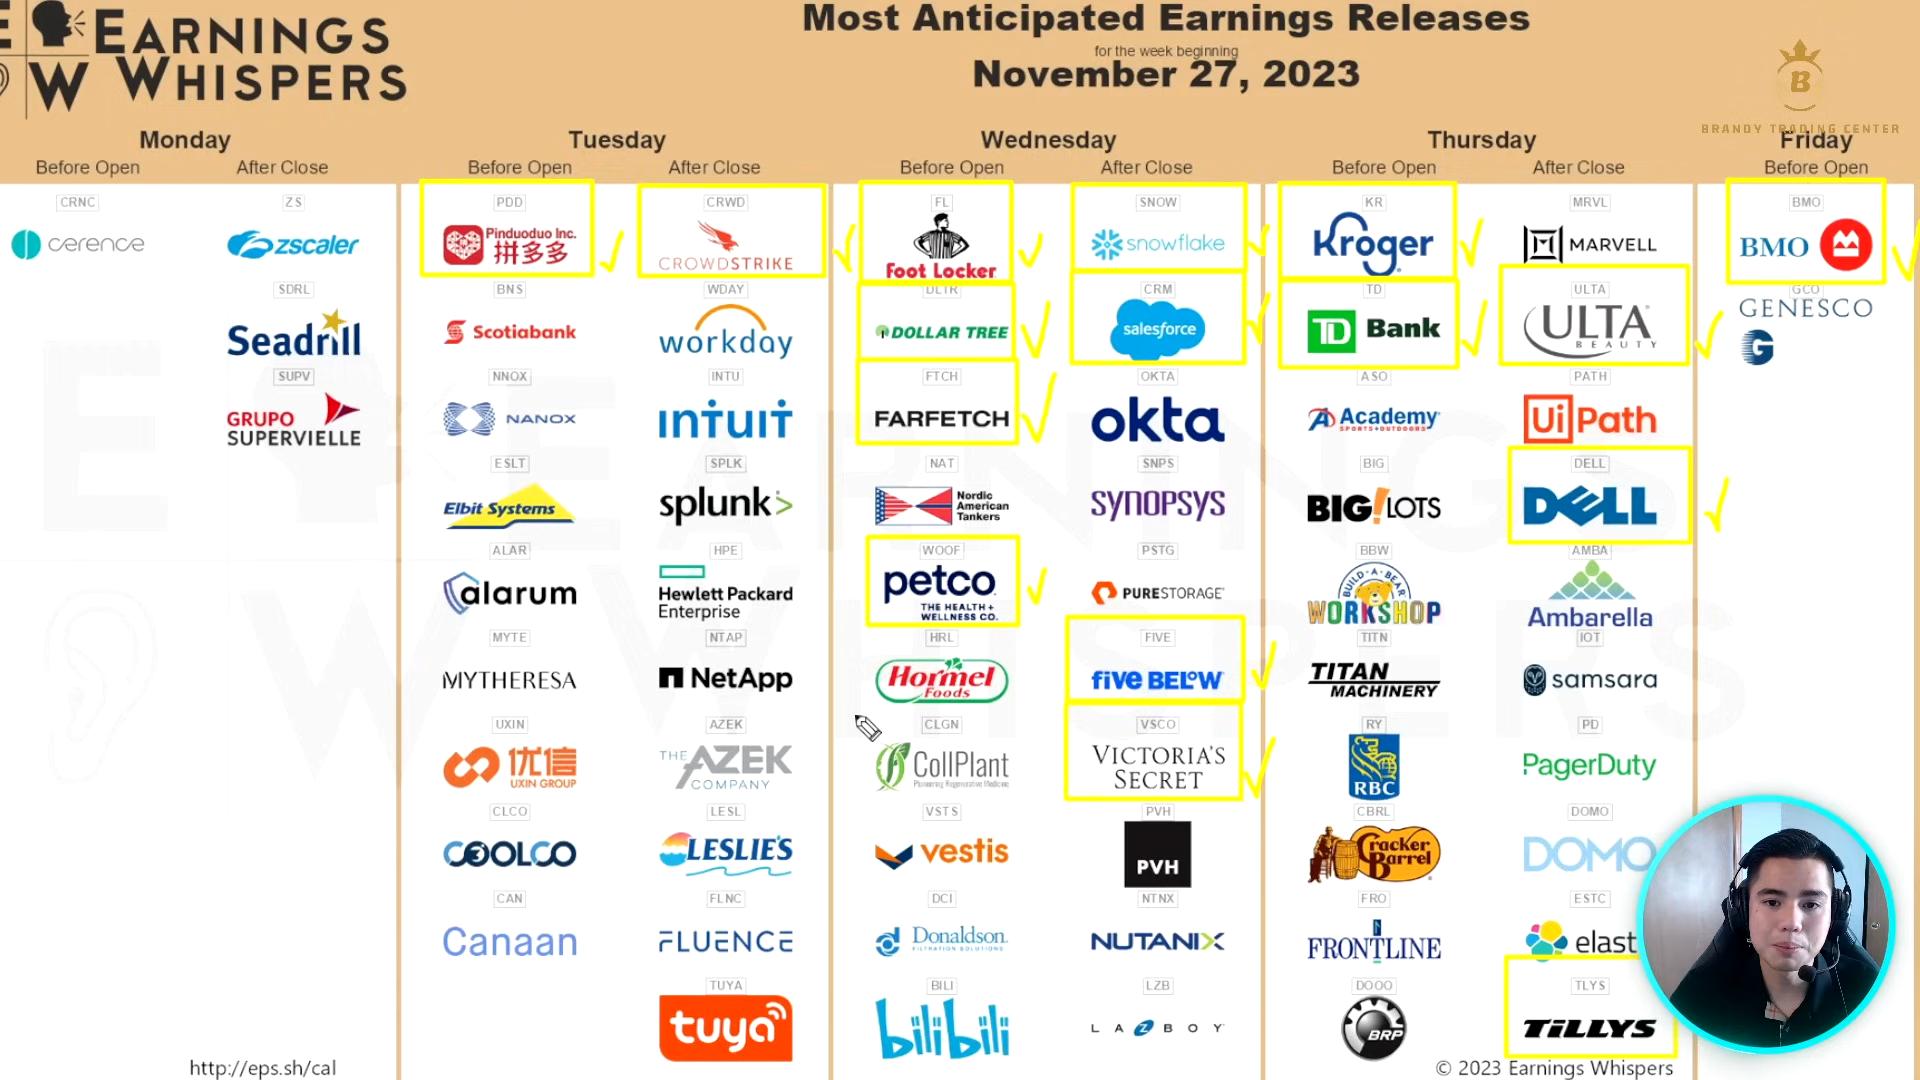 EARNINGS
WHISPERS
W
Most Anticipated Earnings Releases
for the week beginning
November 27, 2023
B
BRANDY TRADING CENTER
Monday
Tuesday
Wednesday
Thursday
Friday
Before Open
After Close
Before Open
After Close
Before Open
After Close
Before Open
After Close
Before Open
CRNC
cerence
ZS
zscaler
SDRL
Seadrill
SUPV
GRUPO
SUPERVIELLE
PDD
Pinduoduo Inc.
拼多多
BNS
Scotiabank
NNOX
NANOX
ESLT
Elbit Systems
ALAR
alarum
MYTE
MYTHERESA
UXIN
优信
UXIN GROUP
CLCO
COOLCO
CAN
Canaan
CRWD
CROWDSTRIKE
WDAY
workday
INTU
INTUIT
SPLK
splunk>
HPE
Hewlett Packard
Enterprise
NTAP
NetApp
AZEK
THE AZEK
COMPANY
LESL
LESLIE'S
FLNC
FLUENCE
TUYA
tuya
FL
Foot Locker
DLTR
DOLLAR TREE
FTCH
FARFETCH
NAT
Nordic
American
Tankers
WOOF
petco
THE HEALTH +
WELLNESS CO.
HRL
Hormel
Foods
CLGN
CollPlant
Pioneering Regenerative Medicine
VSTS
vestis
DCI
Donaldson
FILTRATION SOLUTIONS
BILI
bilibili
SNOW
snowflake
CRM
salesforce
OKTA
okta
SNPS
SYNOPSYS
PSTG
PURESTORAGE
FIVE
five BELOW
VSCO
VICTORIA'S
SECRET
PVH
PVH
NTNX
NUTANIX
LZB
LA Z BOY
KR
Kroger
TD
TD Bank
ASO
Academy
SPORTS+OUTDOORS
BIG
BIG!LOTS
BBW
BUILD-A-BEAR
WORKSHOP
TITN
TITAN
MACHINERY
RY
RBC
CBRL
Cracker
Barrel
FRO
FRONTLINE
DOOO
BRP
MRVL
MARVELL
ULTA
ULTA
BEAUTY
PATH
UiPath
DELL
DELL
AMBA
Ambarella
IOT
samsara
PD
PagerDuty
DOMO
DOMO
ESTC
elast
TLYS
TILLYS
BMO
BMO
GCO
GENESCO
G
http://eps.sh/cal
© 2023 Earnings Whispers